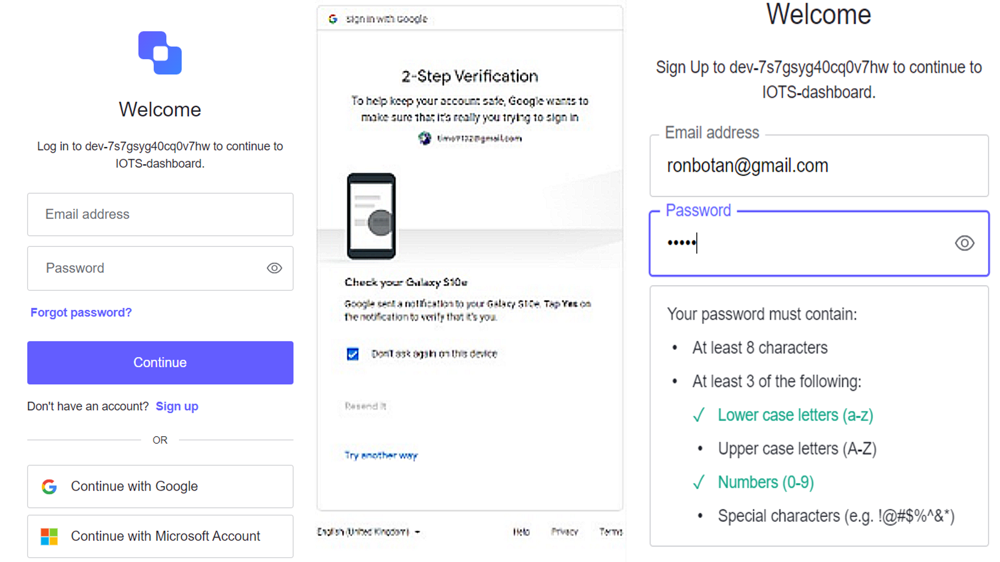 Welcome
Log in to dev-7s7gsyg40cq0v7hw to continue to
IOTS-dashboard.
Email address
Password
Forgot password?
Continue
Don't have an account? Sign up
OR
Continue with Google
Continue with Microsoft Account
Sign in with Google
2-Step Verification
To help keep your account safe, Google wants to
make sure that it's really you trying to sign in
Check your Galaxy S10e
Google sent a notification to your Galaxy S10e. Tap Yes on
the notification to verify that it's you.
Don't ask again on this device
Resend it
Try another way
English (United Kingdom)
Help Privacy Terms
Welcome
Sign Up to dev-7s7gsyg40cq0v7hw to continue to
IOTS-dashboard.
Email address
ronbotan@gmail.com
Password
Your password must contain:
• At least 8 characters
• At least 3 of the following:
✓ Lower case letters (a-z)
• Upper case letters (A-Z)
✓ Numbers (0-9)
• Special characters (e.g. !@#$%^&*)